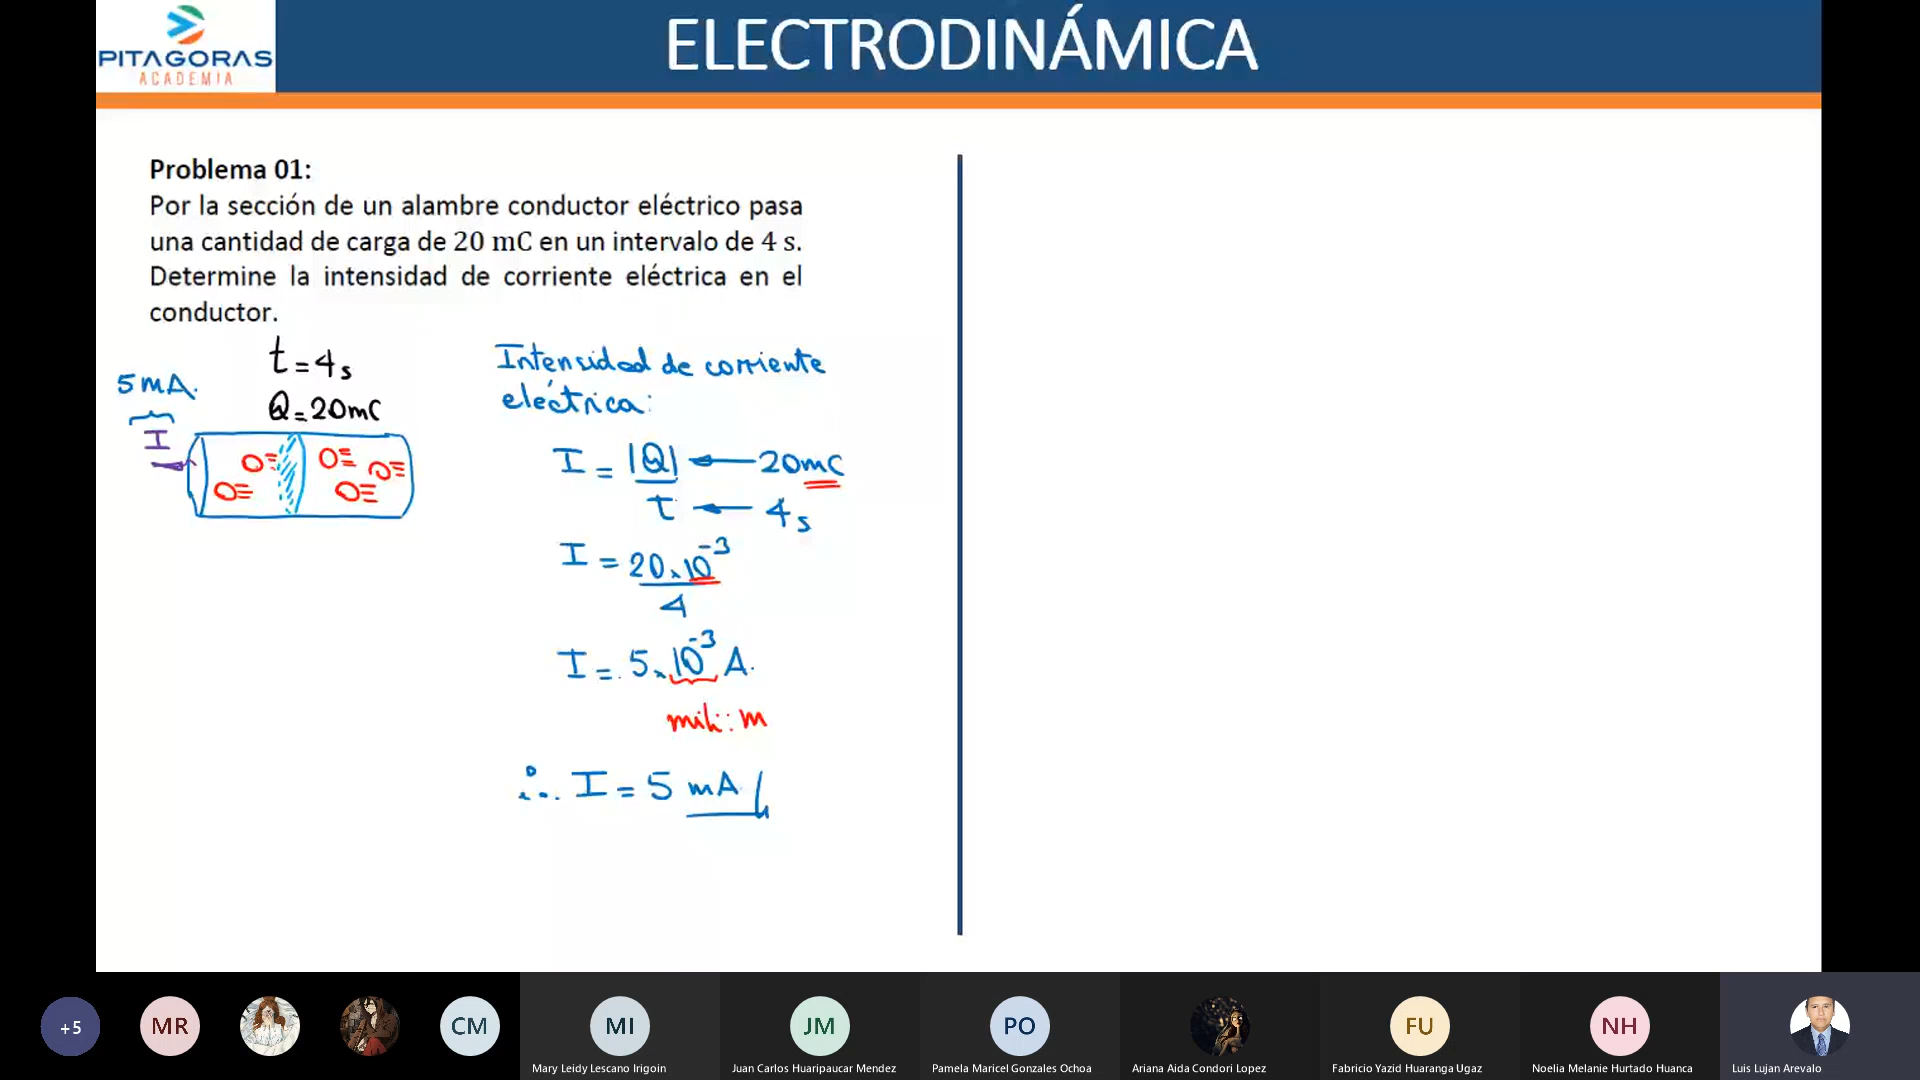 PITAGORAS
ACADEMIA
ELECTRODINÁMICA
Problema 01:
Por la sección de un alambre conductor eléctrico pasa
una cantidad de carga de 20 mC en un intervalo de 4 s.
Determine la intensidad de corriente eléctrica en el
conductor.
t = 4s
Q = 20mC
5mA.
I
Intensidad de corriente
eléctrica:
I = |Q| ← 20mC
t ← 4s
I = 20×10⁻³
4
I = 5×10⁻³ A.
mili: m
∴ I = 5 mA
+5
MR
CM
MI
JM
PO
FU
NH
Mary Leidy Lescano Irigoin
Juan Carlos Huaripaucar Mendez
Pamela Maricel Gonzales Ochoa
Ariana Aida Condori Lopez
Fabricio Yazid Huaranga Ugaz
Noelia Melanie Hurtado Huanca
Luis Lujan Arevalo